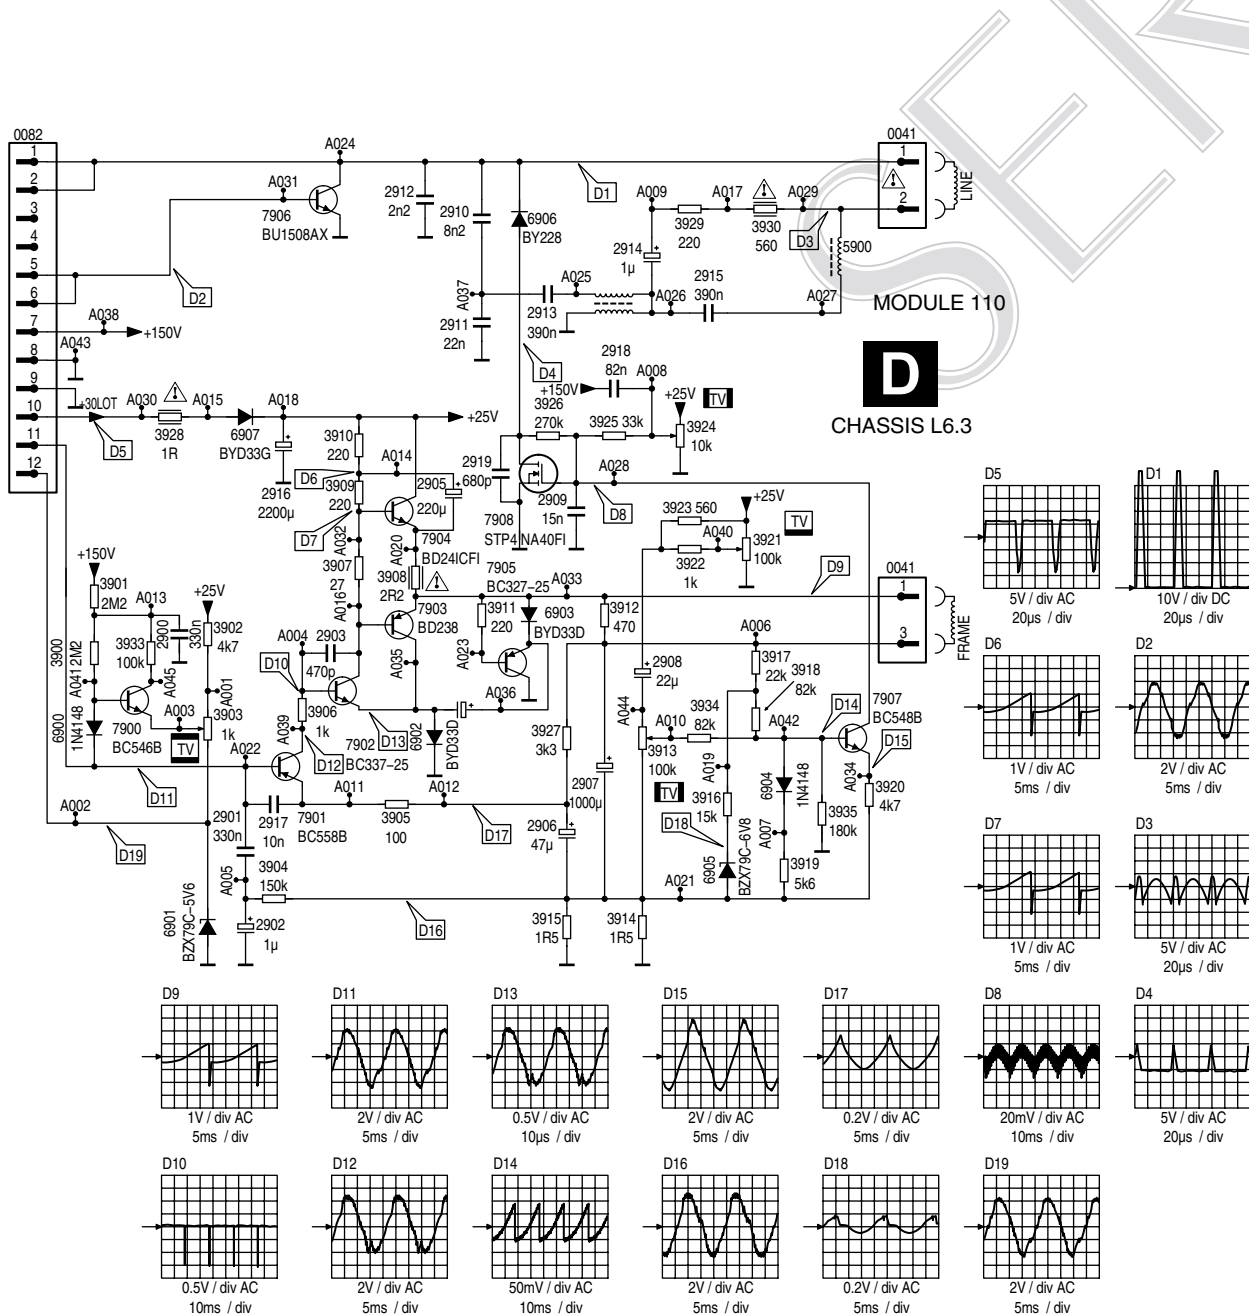 SER
0082
1
2
3
4
5
6
7
8
9
10
11
12
A024
A031
7906
BU1508AX
D2
A038
+150V
A043
+30LOT
A030
A015
3928
1R
D5
6907
BYD33G
A018
2916
2200µ
+25V
2912
2n2
2910
8n2
A037
2911
22n
6906
BY228
D1
A025
2913
390n
2914
1µ
A009
3929
220
A017
3930
560
A029
D3
5900
A026
2915
390n
A027
0041
1
2
LINE
MODULE 110
D
CHASSIS L6.3
D4
+150V
2918
82n
A008
+25V
TV
3924
10k
3926
270k
3925 33k
2919
680p
7908
STP4NA40FI
2909
15n
A028
D8
3910
220
D6
3909
220
A014
2905
220µ
D7
A032
3907
27
A016
A020
7904
BD24ICFI
3908
2R2
7903
BD238
A035
7905
BC327-25
A033
3911
220
A023
6903
BYD33D
A036
3912
470
3923 560
A040
3922
1k
+25V
3921
100k
TV
D9
0041
1
3
FRAME
+150V
3901
2M2
A013
3900
2M2
A041
3933
100k
2900
330n
A045
+25V
3902
4k7
A001
6900
1N4148
7900
BC546B
A003
TV
3903
1k
A004
2903
470p
D10
3906
1k
A039
D12
7902
BC337-25
D13
6902
BYD33D
A022
D11
A002
D19
2901
330n
2917
10n
7901
BC558B
A011
3905
100
A012
D17
3904
150k
A005
2902
1µ
6901
BZX79C-5V6
D16
3927
3k3
2907
1000µ
2906
47µ
3915
1R5
3914
1R5
2908
22µ
A044
A010
3934
82k
3913
100k
TV
A006
3917
22k
3918
82k
A042
A019
3916
15k
D18
6905
BZX79C-6V8
6904
1N4148
A007
3919
5k6
A021
D14
7907
BC548B
D15
A034
3920
4k7
3935
180k
D5
5V / div AC
20µs / div
D1
10V / div DC
20µs / div
D6
1V / div AC
5ms / div
D2
2V / div AC
5ms / div
D7
1V / div AC
5ms / div
D3
5V / div AC
20µs / div
D9
1V / div AC
5ms / div
D11
2V / div AC
5ms / div
D13
0.5V / div AC
10µs / div
D15
2V / div AC
5ms / div
D17
0.2V / div AC
5ms / div
D8
20mV / div AC
10ms / div
D4
5V / div AC
20µs / div
D10
0.5V / div AC
10ms / div
D12
2V / div AC
5ms / div
D14
50mV / div AC
10ms / div
D16
2V / div AC
5ms / div
D18
0.2V / div AC
5ms / div
D19
2V / div AC
5ms / div